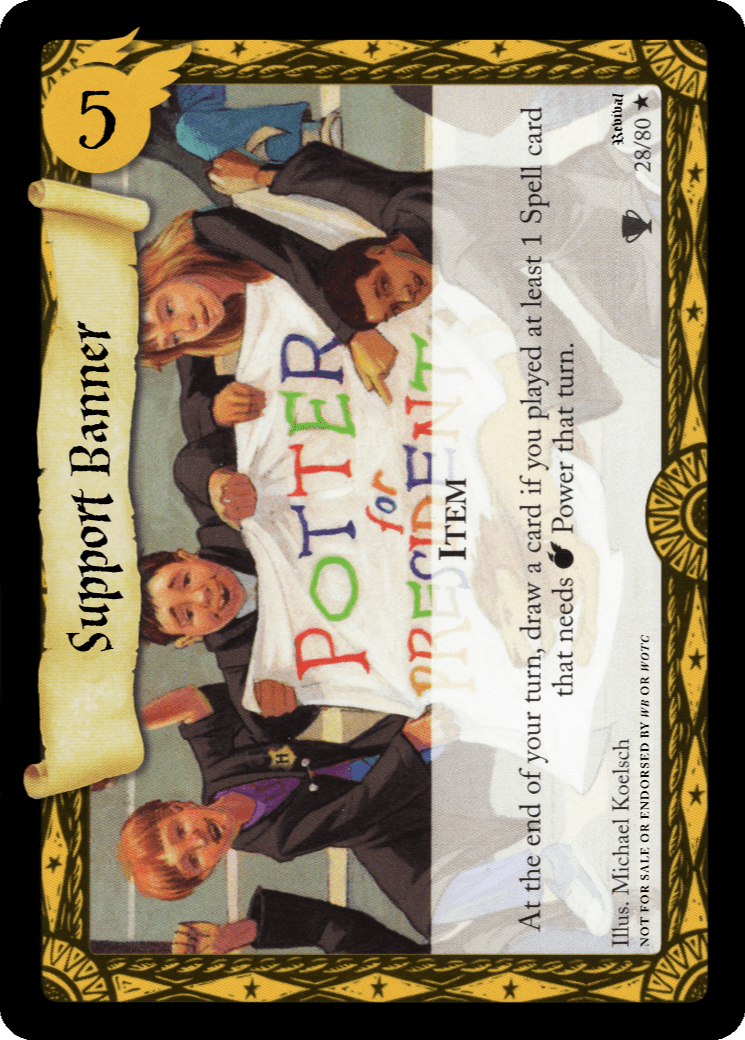 5
Support Banner
POTTER
for
PRESIDENT
H
ITEM
At the end of your turn, draw a card if you played at least 1 Spell card
that needs Power that turn.
Illus. Michael Koelsch
NOT FOR SALE OR ENDORSED BY WB OR WOTC
Revival
28/80 ★